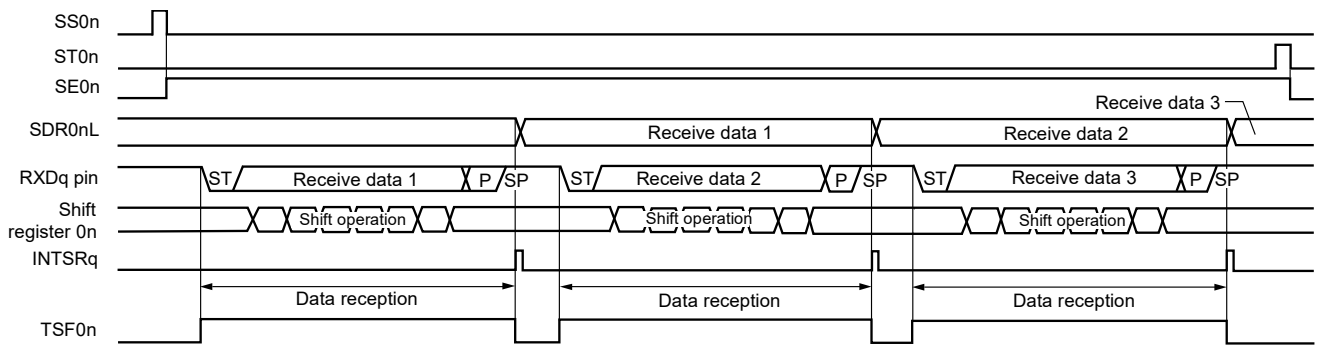 SS0n
ST0n
SE0n
Receive data 3
SDR0nL Receive data 1 Receive data 2
RXDq pin ST Receive data 1 P SP ST Receive data 2 P SP ST Receive data 3 P SP
Shift
register 0n Shift operation Shift operation Shift operation
INTSRq
Data reception Data reception Data reception
TSF0n